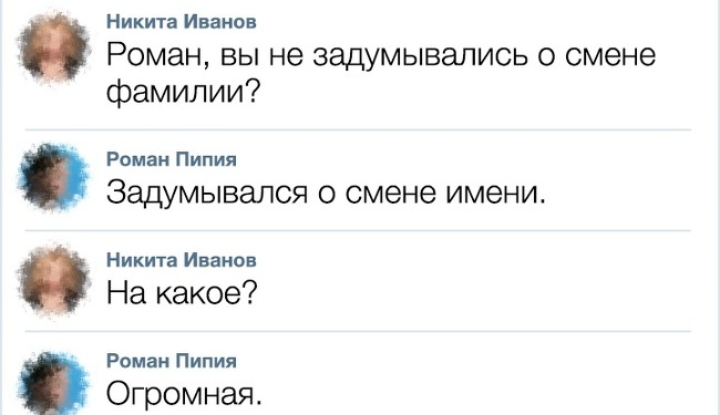 Никита Иванов
Роман, вы не задумывались о смене
фамилии?
Роман Пипия
Задумывался о смене имени.
Никита Иванов
На какое?
Роман Пипия
Огромная.